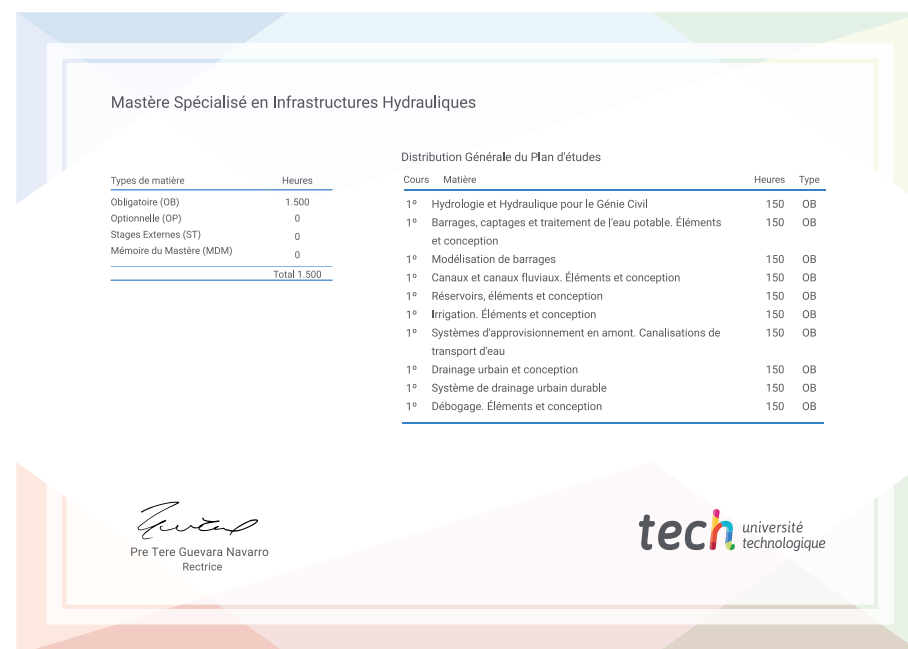 Mastère Spécialisé en Infrastructures Hydrauliques
Types de matière Heures
Obligatoire (OB) 1.500
Optionnelle (OP) 0
Stages Externes (ST) 0
Mémoire du Mastère (MDM) 0
Total 1.500
Distribution Générale du Plan d'études
Cours Matière Heures Type
1º Hydrologie et Hydraulique pour le Génie Civil 150 OB
1º Barrages, captages et traitement de l'eau potable. Éléments 150 OB
et conception
1º Modélisation de barrages 150 OB
1º Canaux et canaux fluviaux. Éléments et conception 150 OB
1º Réservoirs, éléments et conception 150 OB
1º Irrigation. Éléments et conception 150 OB
1º Systèmes d'approvisionnement en amont. Canalisations de 150 OB
transport d'eau
1º Drainage urbain et conception 150 OB
1º Système de drainage urbain durable 150 OB
1º Débogage. Éléments et conception 150 OB
Pre Tere Guevara Navarro
Rectrice
tech université
technologique